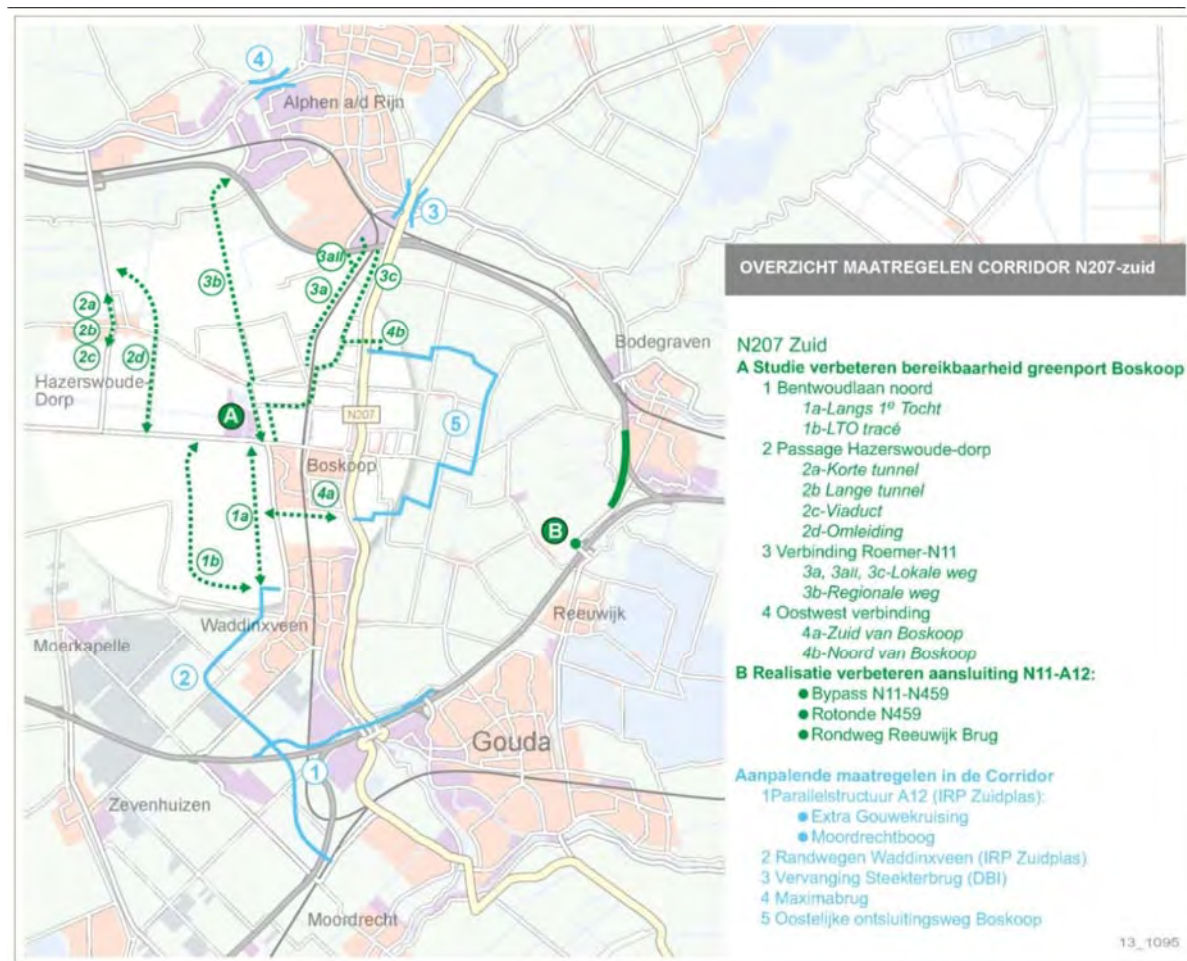 4
Alphen a/d Rijn
3
3all
3b
3a
3c
2a
2b
2c
2d
4b
Bodegraven
Hazerswoude-
Dorp
A
N207
5
Boskoop
4a
1a
B
1b
Reeuwijk
Waddinxveen
Moerkapelle
2
Gouda
1
Zevenhuizen
Moordrecht
OVERZICHT MAATREGELEN CORRIDOR N207-zuid
N207 Zuid
A Studie verbeteren bereikbaarheid greenport Boskoop
1 Bentwoudlaan noord
1a-Langs 1e Tocht
1b-LTO tracé
2 Passage Hazerswoude-dorp
2a-Korte tunnel
2b Lange tunnel
2c-Viaduct
2d-Omleiding
3 Verbinding Roemer-N11
3a, 3all, 3c-Lokale weg
3b-Regionale weg
4 Oostwest verbinding
4a-Zuid van Boskoop
4b-Noord van Boskoop
B Realisatie verbeteren aansluiting N11-A12:
● Bypass N11-N459
● Rotonde N459
● Rondweg Reeuwijk Brug
Aanpalende maatregelen in de Corridor
1Parallelstructuur A12 (IRP Zuidplas):
● Extra Gouwekruising
● Moordrechtboog
2 Randwegen Waddinxveen (IRP Zuidplas)
3 Vervanging Steekterbrug (DBI)
4 Maximabrug
5 Oostelijke ontsluitingsweg Boskoop
13_1095